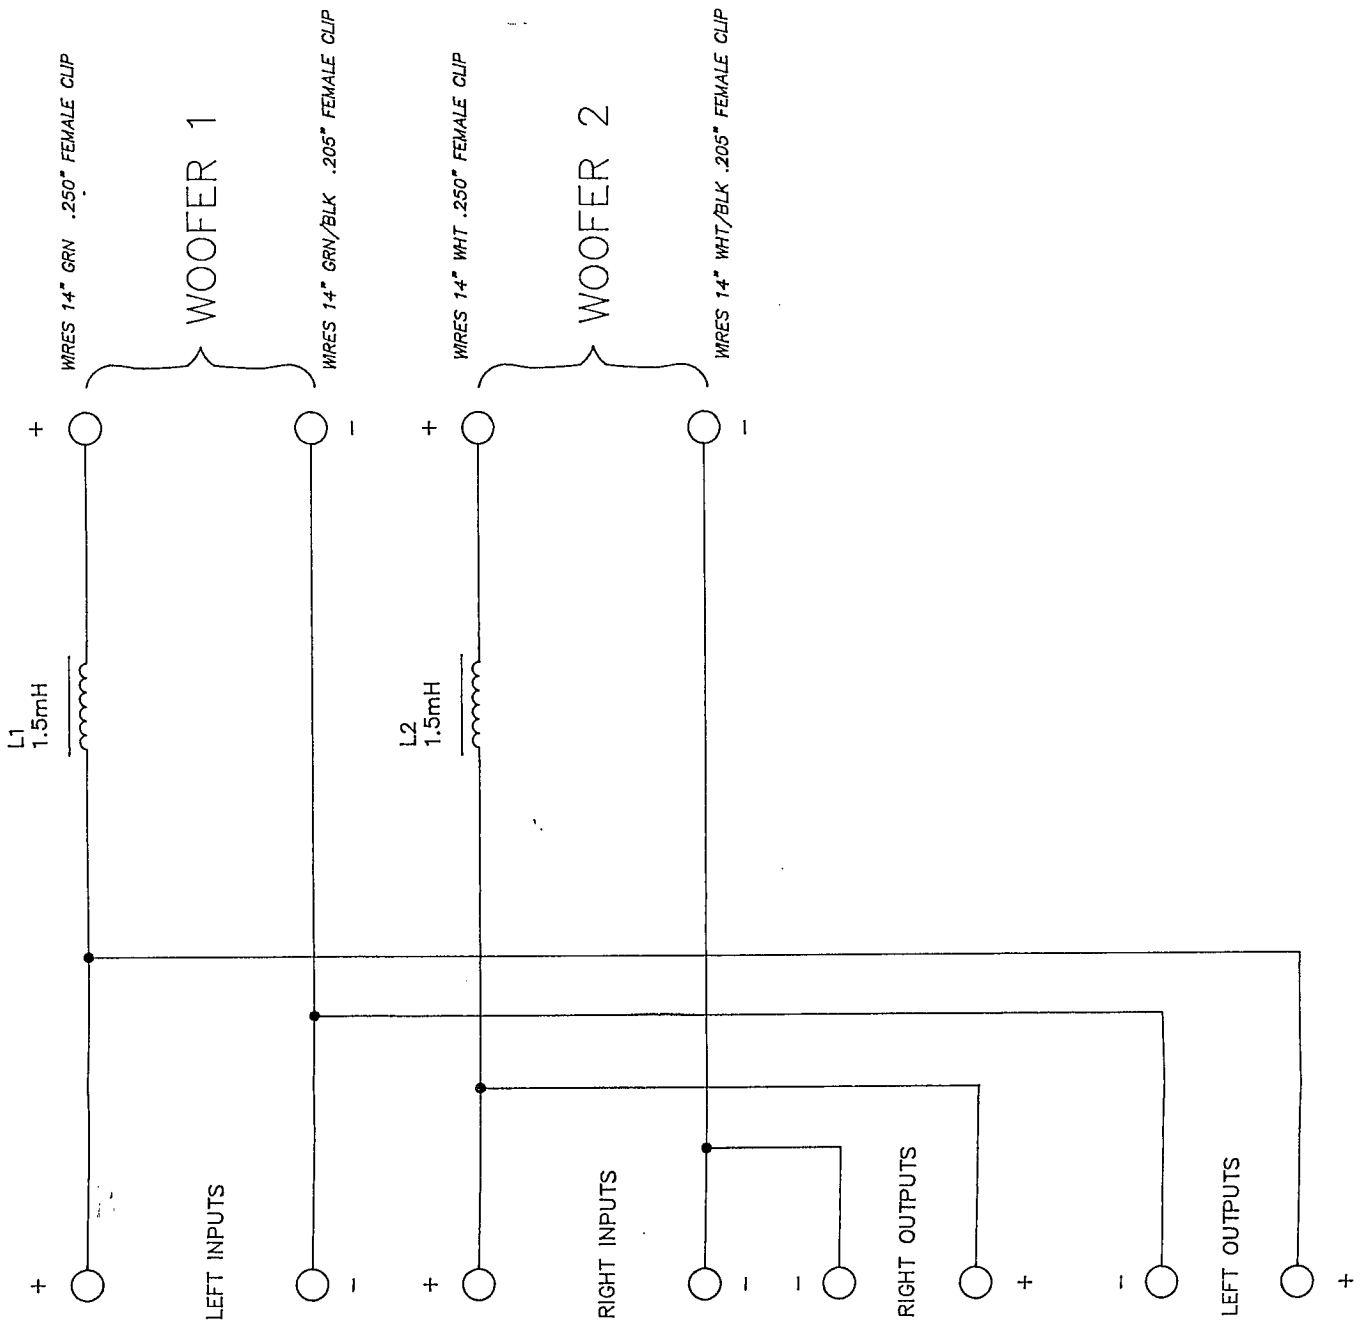 L1
1.5mH
+
WIRES 14" GRN .250" FEMALE CLIP
WOOFER 1
-
WIRES 14" GRN/BLK .205" FEMALE CLIP
L2
1.5mH
+
WIRES 14" WHT .250" FEMALE CLIP
WOOFER 2
-
WIRES 14" WHT/BLK .205" FEMALE CLIP
+
LEFT INPUTS
-
+
RIGHT INPUTS
-
-
RIGHT OUTPUTS
+
-
LEFT OUTPUTS
+